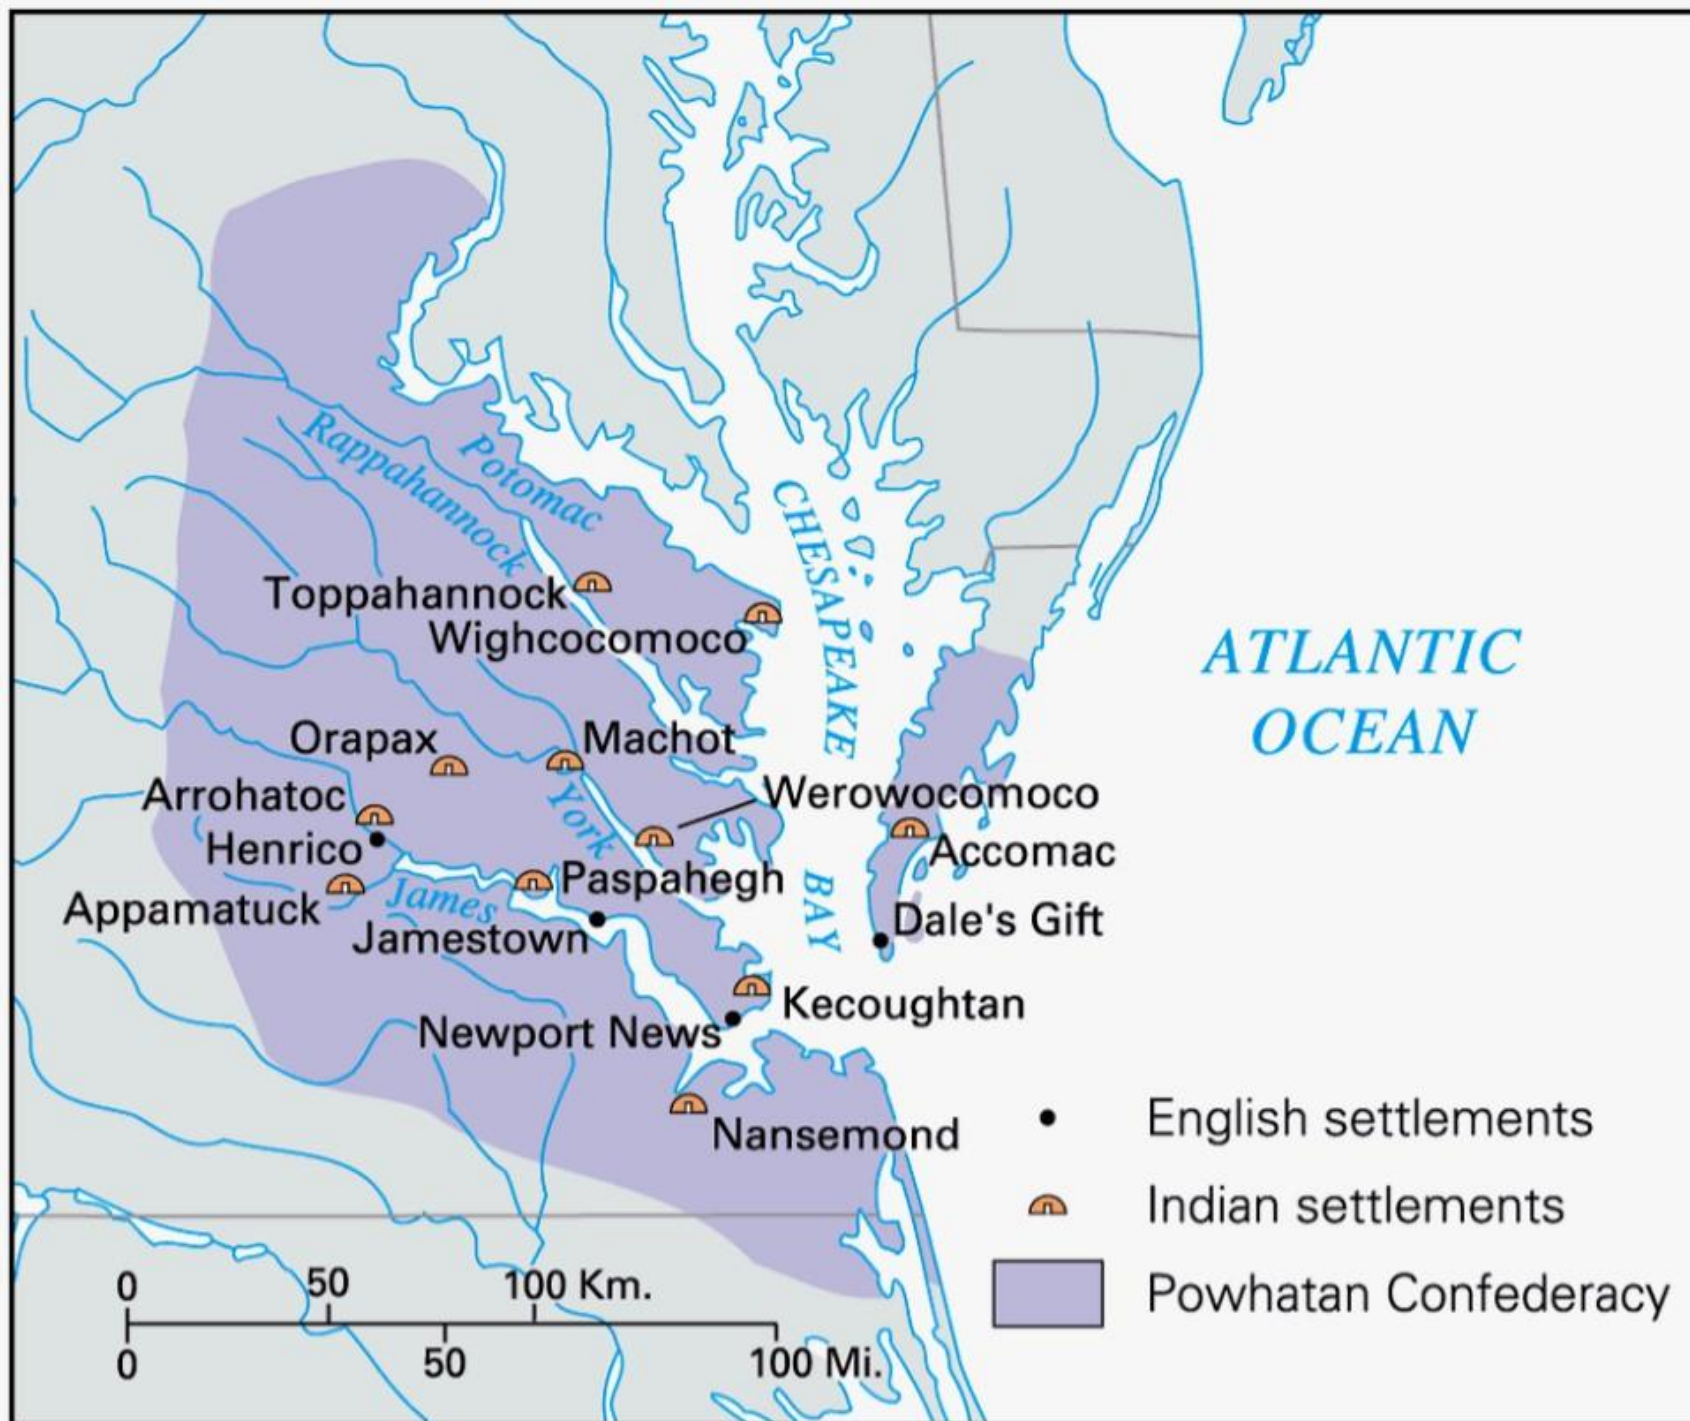 Rappahannock
Potomac
CHESAPEAKE
BAY
Toppahannock
Wighcocomoco
ATLANTIC
OCEAN
Orapax
Machot
Arrohatoc
York
Werowocomoco
Henrico
Accomac
Appamatuck
James
Paspahegh
Jamestown
Dale's Gift
Kecoughtan
Newport News
Nansemond
English settlements
Indian settlements
Powhatan Confederacy
0 50 100 Km.
0 50 100 Mi.